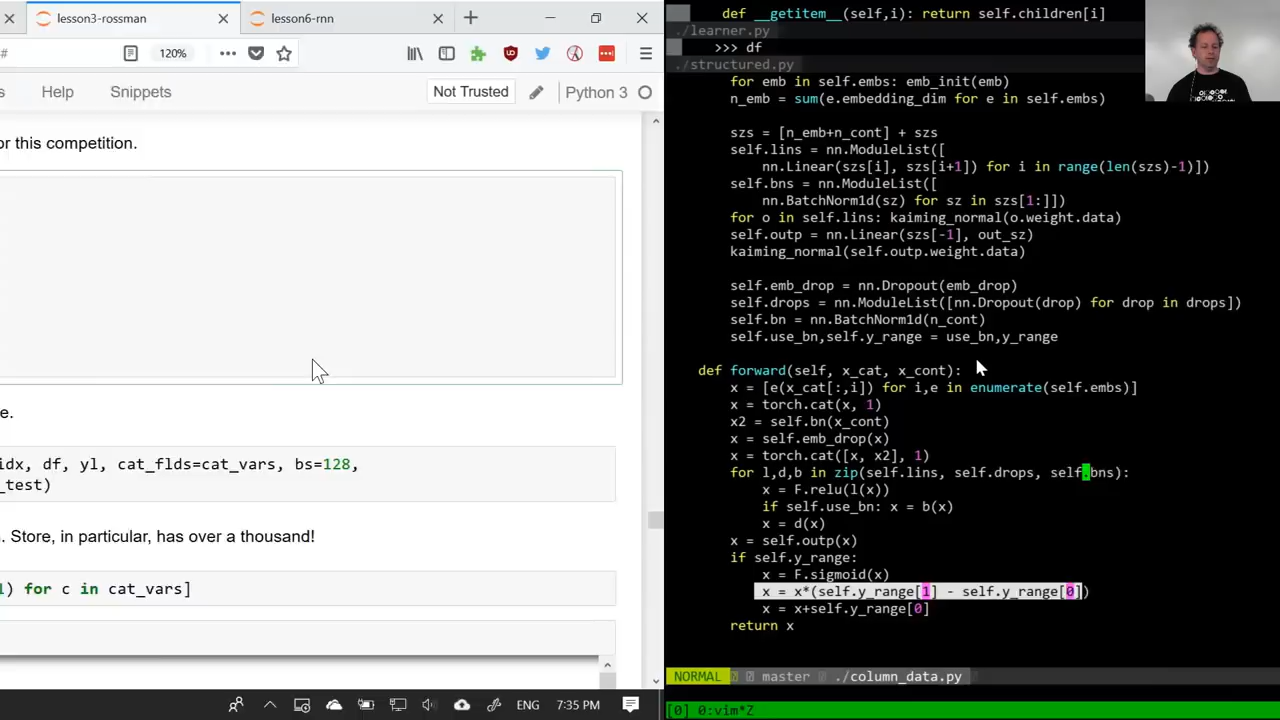 lesson3-rossman
lesson6-rnn
#
120%
s
Help
Snippets
Not Trusted
Python 3
or this competition.
e.
idx, df, yl, cat_flds=cat_vars, bs=128,
_test)
. Store, in particular, has over a thousand!
l) for c in cat_vars]
ENG
7:35 PM
def __getitem__(self,i): return self.children[i]
./learner.py
>>> df
./structured.py
for emb in self.embs: emb_init(emb)
n_emb = sum(e.embedding_dim for e in self.embs)
szs = [n_emb+n_cont] + szs
self.lins = nn.ModuleList([
nn.Linear(szs[i], szs[i+1]) for i in range(len(szs)-1)])
self.bns = nn.ModuleList([
nn.BatchNorm1d(sz) for sz in szs[1:]])
for o in self.lins: kaiming_normal(o.weight.data)
self.outp = nn.Linear(szs[-1], out_sz)
kaiming_normal(self.outp.weight.data)
self.emb_drop = nn.Dropout(emb_drop)
self.drops = nn.ModuleList([nn.Dropout(drop) for drop in drops])
self.bn = nn.BatchNorm1d(n_cont)
self.use_bn,self.y_range = use_bn,y_range
def forward(self, x_cat, x_cont):
x = [e(x_cat[:,i]) for i,e in enumerate(self.embs)]
x = torch.cat(x, 1)
x2 = self.bn(x_cont)
x = self.emb_drop(x)
x = torch.cat([x, x2], 1)
for l,d,b in zip(self.lins, self.drops, self.bns):
x = F.relu(l(x))
if self.use_bn: x = b(x)
x = d(x)
x = self.outp(x)
if self.y_range:
x = F.sigmoid(x)
x = x*(self.y_range[1] - self.y_range[0])
x = x+self.y_range[0]
return x
NORMAL
master
./column_data.py
[0] 0:vim*Z